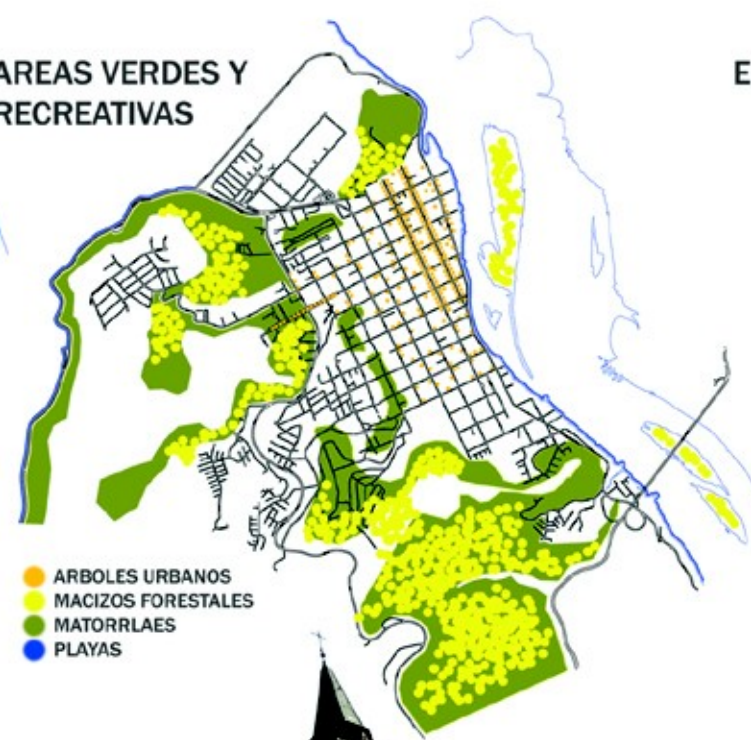 AREAS VERDES Y
RECREATIVAS
E
ARBOLES URBANOS
MACIZOS FORESTALES
MATORRLAES
PLAYAS